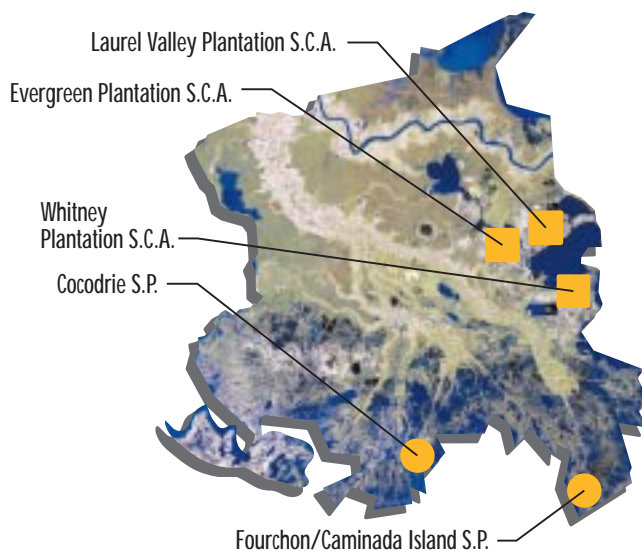 Laurel Valley Plantation S.C.A.
Evergreen Plantation S.C.A.
Whitney
Plantation S.C.A.
Cocodrie S.P.
Fourchon/Caminada Island S.P.